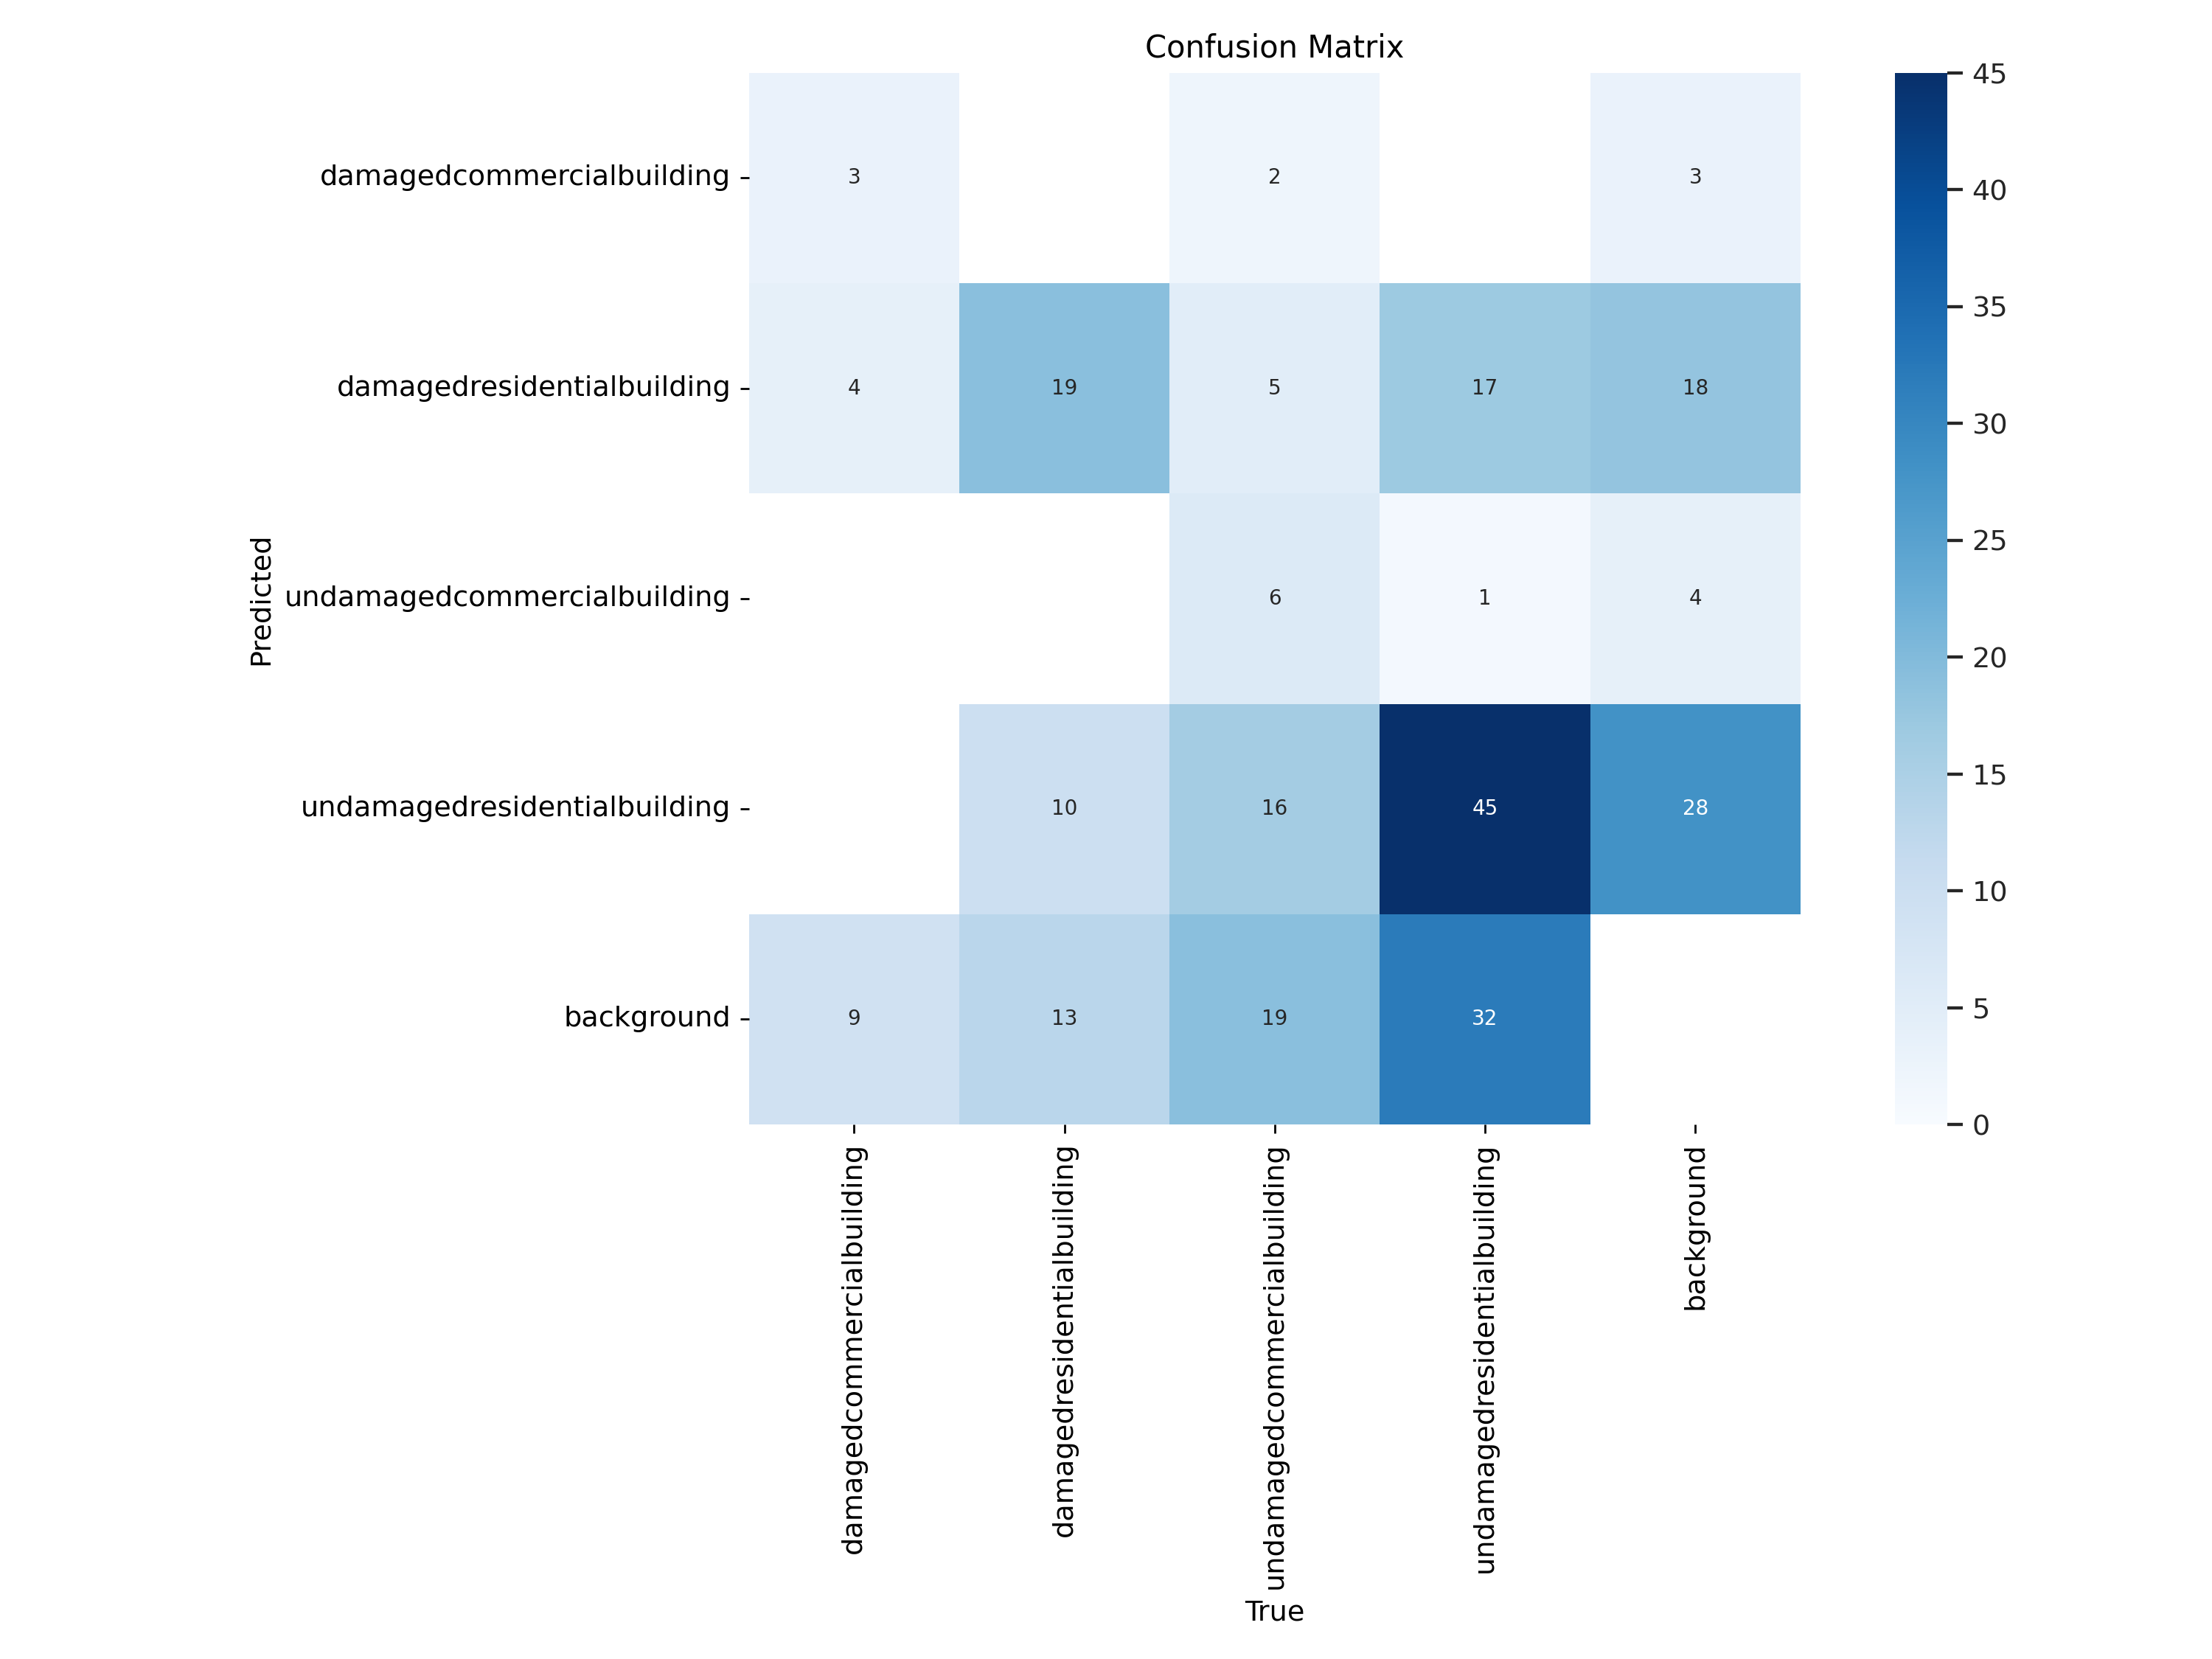 Confusion Matrix
damagedcommercialbuilding
3
2
3
damagedresidentialbuilding
4
19
5
17
18
undamagedcommercialbuilding
6
1
4
undamagedresidentialbuilding
10
16
45
28
background
9
13
19
32
Predicted
damagedcommercialbuilding
damagedresidentialbuilding
undamagedcommercialbuilding
undamagedresidentialbuilding
background
True
45
40
35
30
25
20
15
10
5
0